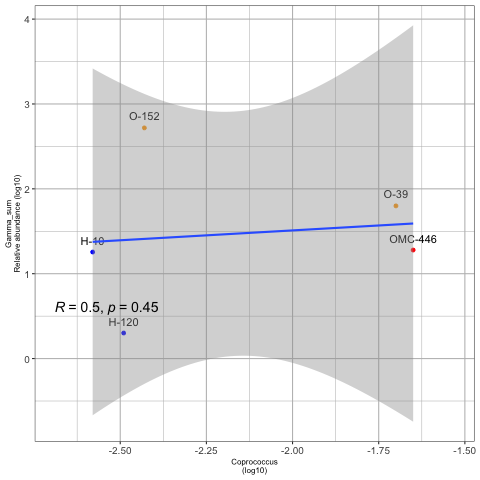 4
3
2
1
0
Gamma_sum
Relative abundance (log10)
O-152
O-39
H-10
OMC-446
R = 0.5, p = 0.45
H-120
-2.50 -2.25 -2.00 -1.75 -1.50
Coprococcus
(log10)